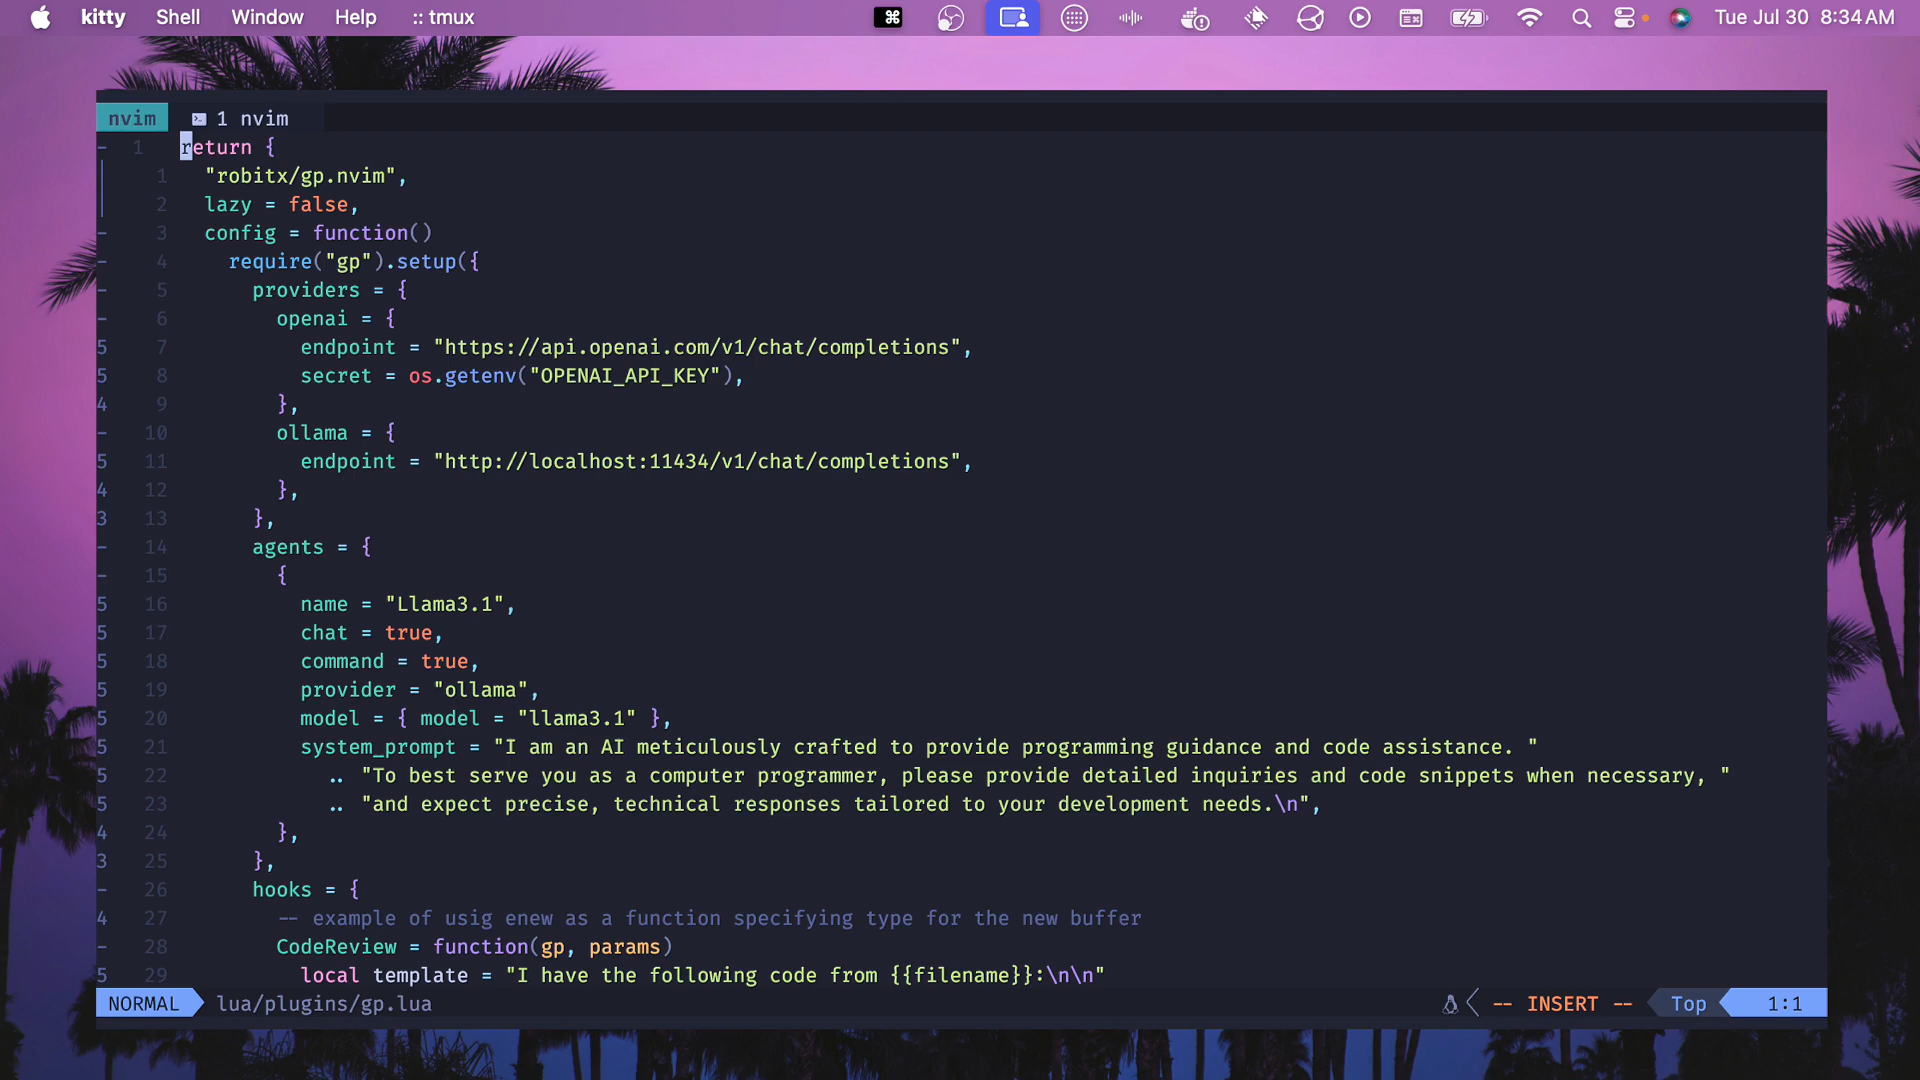 kitty Shell Window Help :: tmux Tue Jul 30 8:34 AM
nvim 1 nvim
- 1 return {
1 "robitx/gp.nvim",
2 lazy = false,
- 3 config = function()
- 4 require("gp").setup({
- 5 providers = {
- 6 openai = {
5 7 endpoint = "https://api.openai.com/v1/chat/completions",
5 8 secret = os.getenv("OPENAI_API_KEY"),
4 9 },
- 10 ollama = {
5 11 endpoint = "http://localhost:11434/v1/chat/completions",
4 12 },
3 13 },
- 14 agents = {
- 15 {
5 16 name = "Llama3.1",
5 17 chat = true,
5 18 command = true,
5 19 provider = "ollama",
5 20 model = { model = "llama3.1" },
5 21 system_prompt = "I am an AI meticulously crafted to provide programming guidance and code assistance. "
5 22 .. "To best serve you as a computer programmer, please provide detailed inquiries and code snippets when necessary, "
5 23 .. "and expect precise, technical responses tailored to your development needs.\n",
4 24 },
3 25 },
- 26 hooks = {
4 27 -- example of usig enew as a function specifying type for the new buffer
- 28 CodeReview = function(gp, params)
5 29 local template = "I have the following code from {{filename}}:\n\n"
NORMAL lua/plugins/gp.lua -- INSERT -- Top 1:1